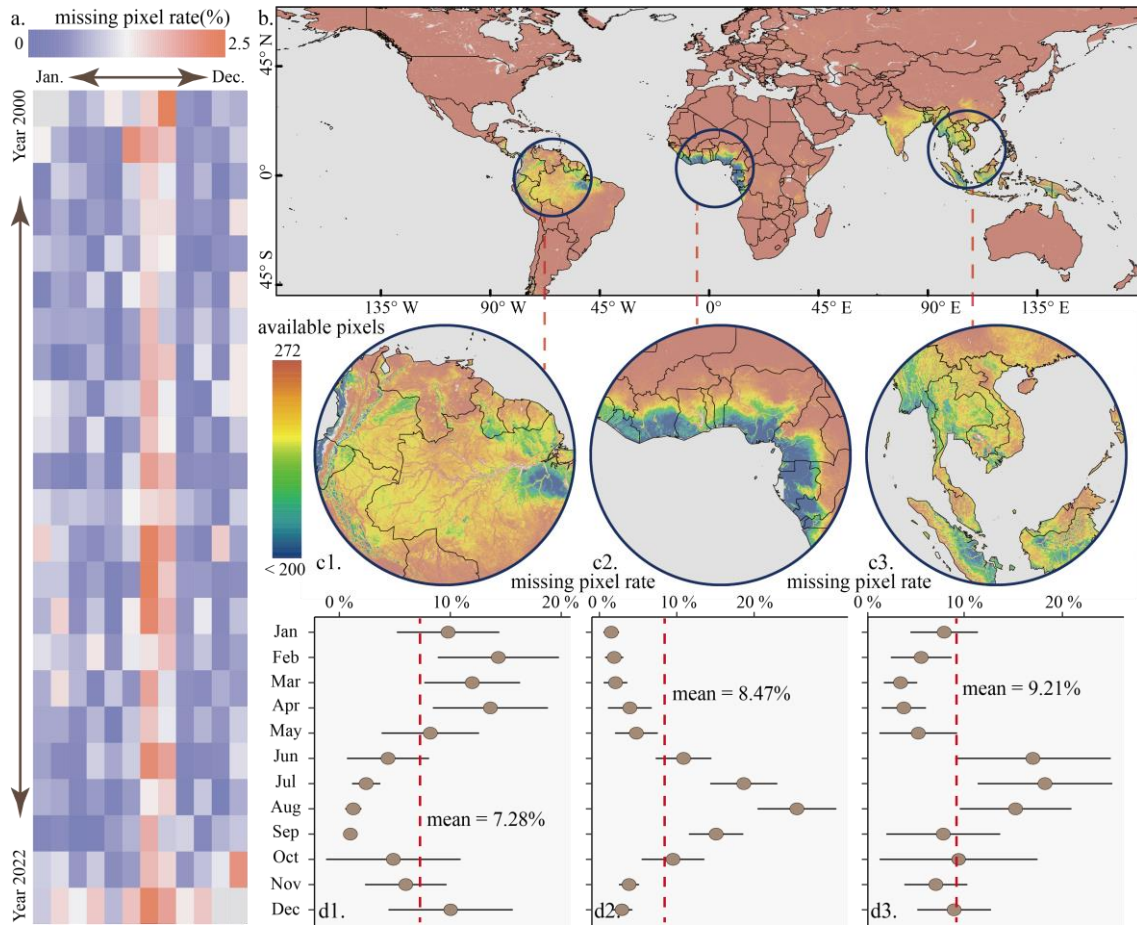 a.
missing pixel rate(%)
0
2.5
Jan.
Dec.
Year 2000
Year 2022
b.
45° N
0°
45° S
135° W
90° W
45° W
0°
45° E
90° E
135° E
available pixels
272
< 200
c1.
c2.
c3.
missing pixel rate
missing pixel rate
0 %
10 %
20 %
0 %
10 %
20 %
0 %
10 %
20 %
Jan
Feb
Mar
Apr
May
Jun
Jul
Aug
Sep
Oct
Nov
Dec
mean = 7.28%
d1.
mean = 8.47%
d2.
mean = 9.21%
d3.